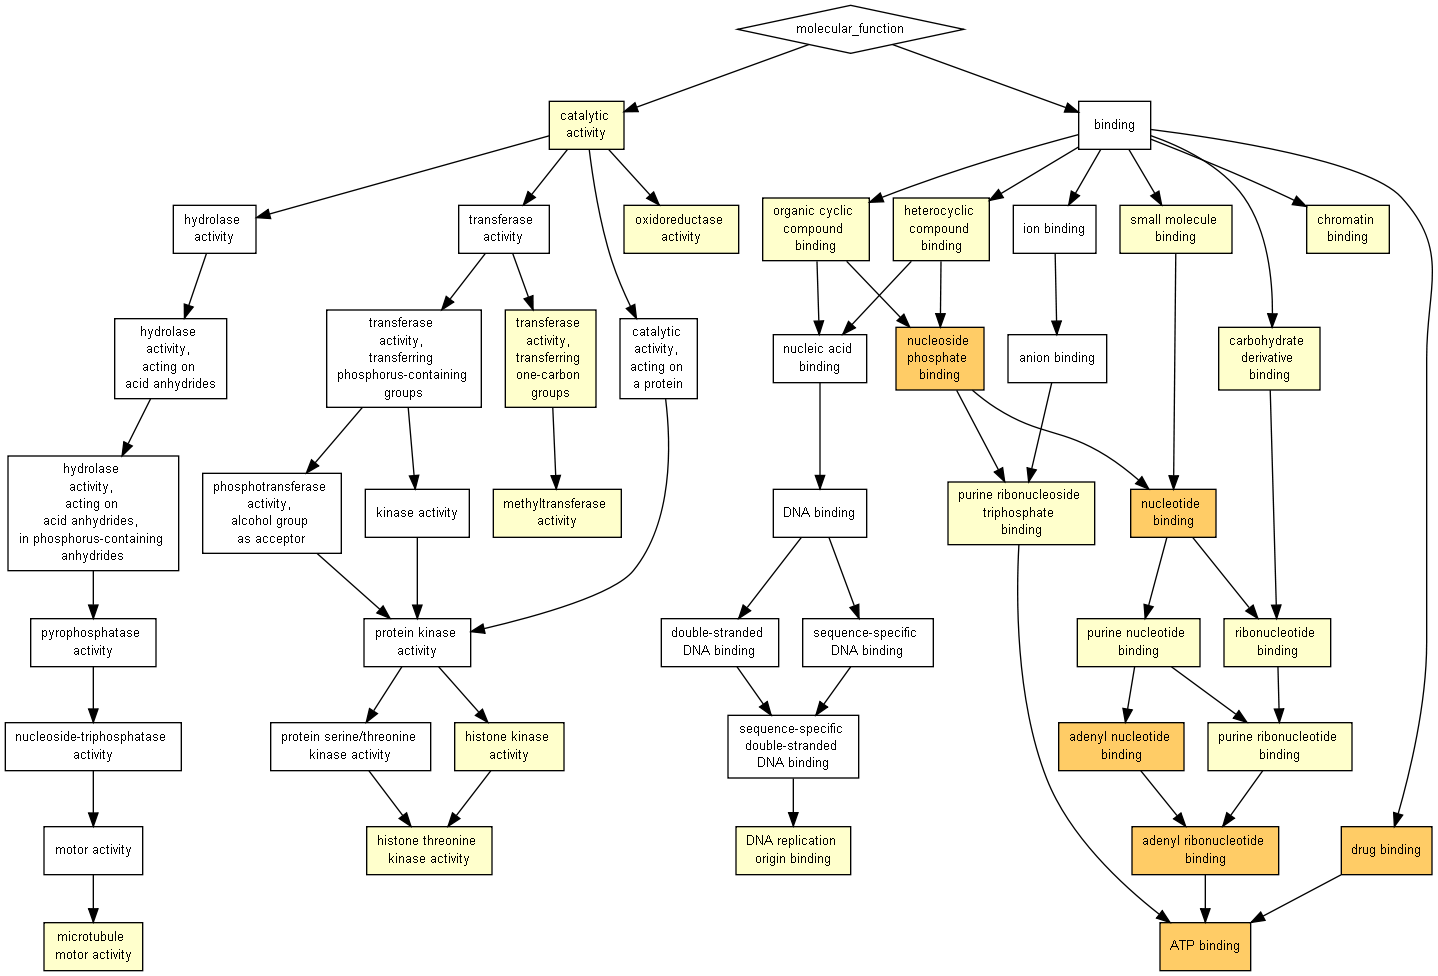 molecular_function
catalytic
activity
binding
hydrolase
activity
transferase
activity
oxidoreductase
activity
organic cyclic
compound
binding
heterocyclic
compound
binding
ion binding
small molecule
binding
chromatin
binding
hydrolase
activity,
acting on
acid anhydrides
transferase
activity,
transferring
phosphorus-containing
groups
transferase
activity,
transferring
one-carbon
groups
catalytic
activity,
acting on
a protein
nucleic acid
binding
nucleoside
phosphate
binding
anion binding
carbohydrate
derivative
binding
hydrolase
activity,
acting on
acid anhydrides,
in phosphorus-containing
anhydrides
phosphotransferase
activity,
alcohol group
as acceptor
kinase activity
methyltransferase
activity
DNA binding
purine ribonucleoside
triphosphate
binding
nucleotide
binding
pyrophosphatase
activity
protein kinase
activity
double-stranded
DNA binding
sequence-specific
DNA binding
purine nucleotide
binding
ribonucleotide
binding
nucleoside-triphosphatase
activity
protein serine/threonine
kinase activity
histone kinase
activity
sequence-specific
double-stranded
DNA binding
adenyl nucleotide
binding
purine ribonucleotide
binding
motor activity
histone threonine
kinase activity
DNA replication
origin binding
adenyl ribonucleotide
binding
drug binding
microtubule
motor activity
ATP binding